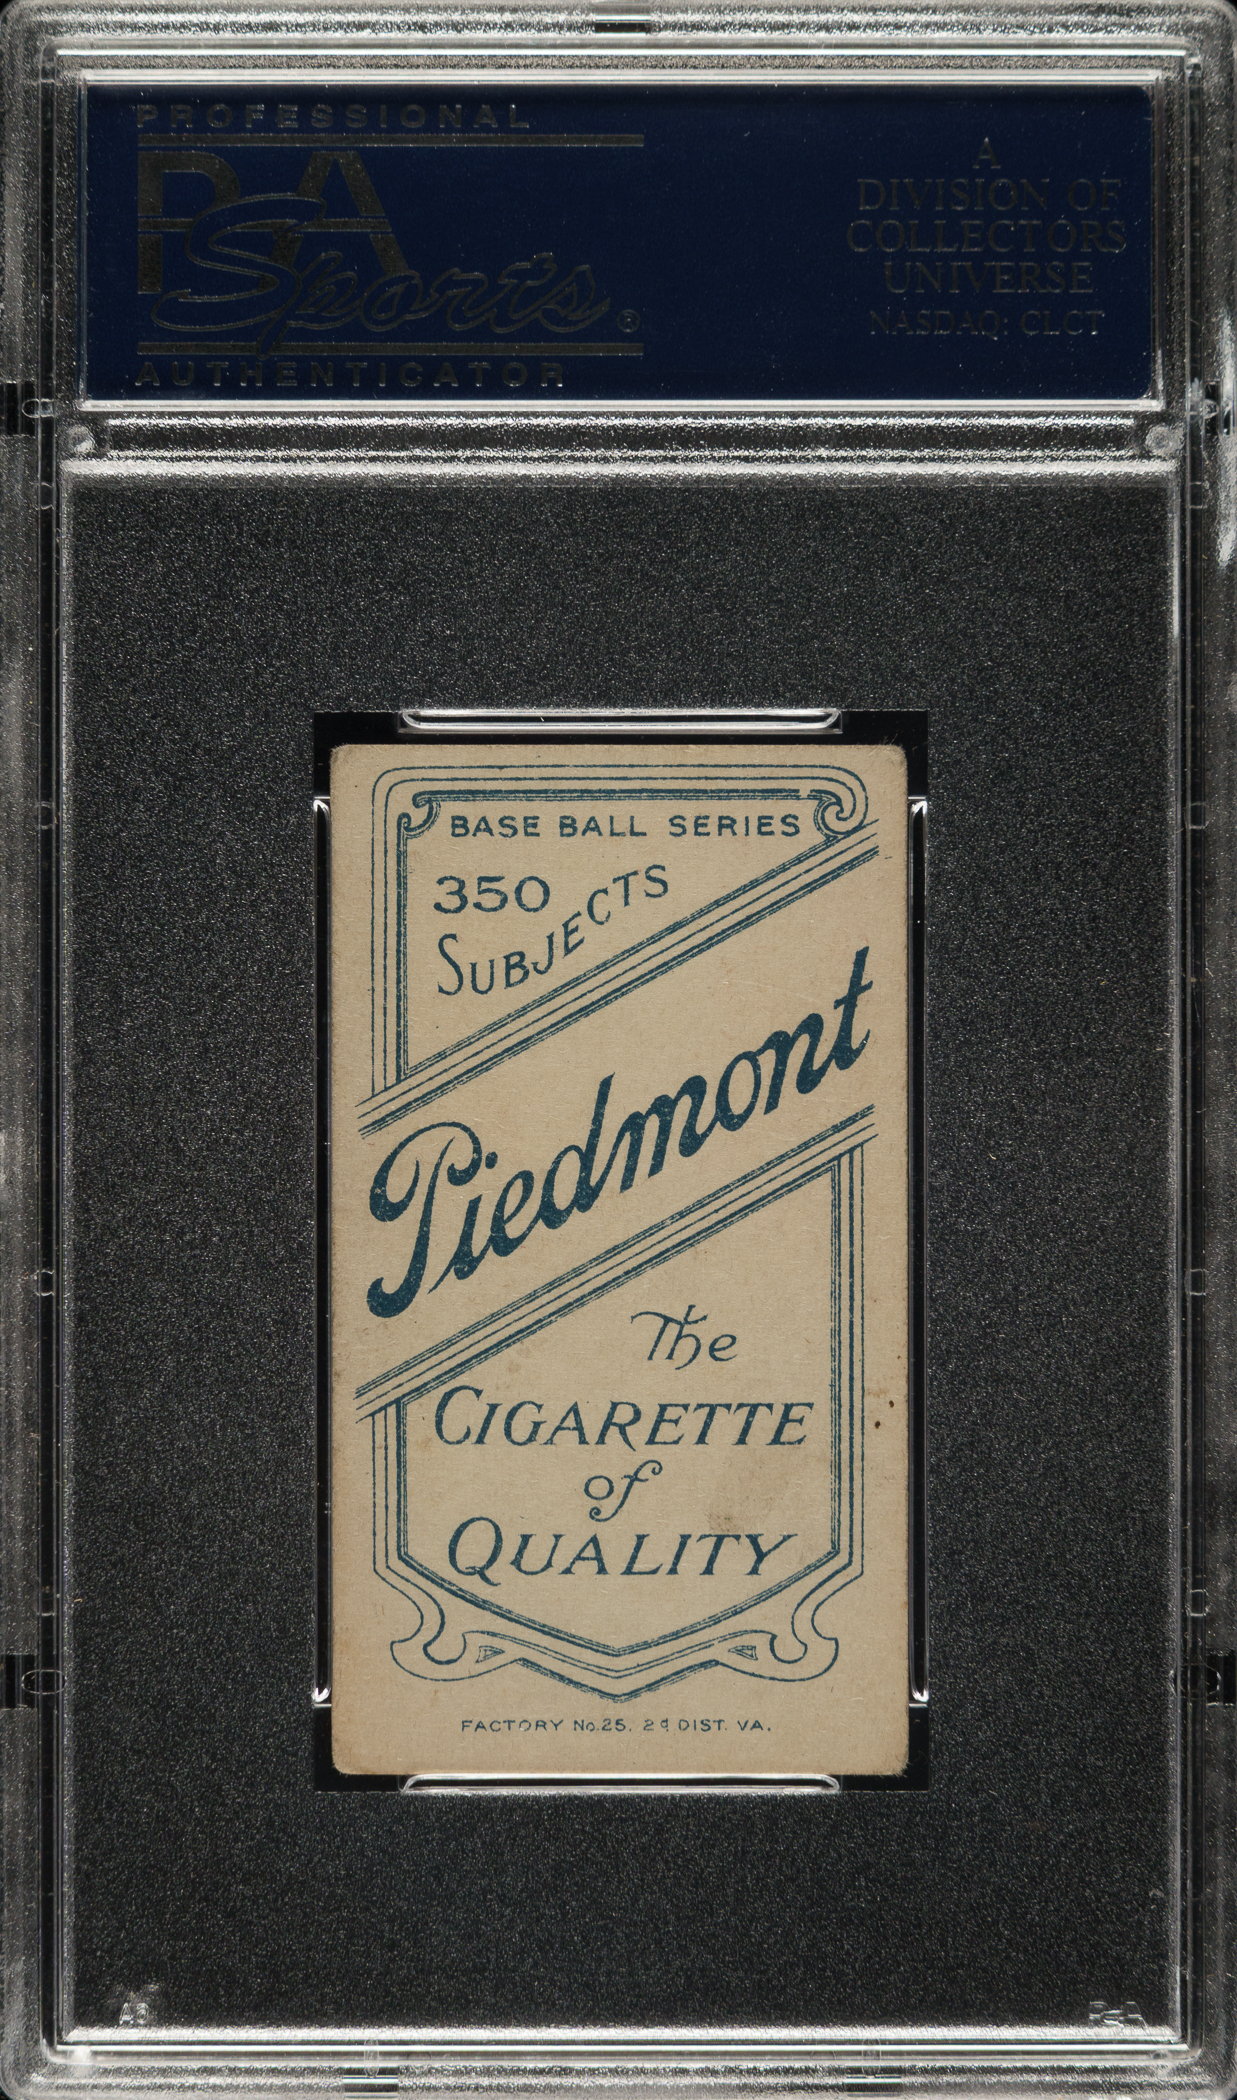 PROFESSIONAL
PSA
Sports®
AUTHENTICATOR
A
DIVISION OF
COLLECTORS
UNIVERSE
NASDAQ: CLCT
BASE BALL SERIES
350
SUBJECTS
Piedmont
The
CIGARETTE
of
QUALITY
FACTORY No.25. 2d DIST. VA.
PSA